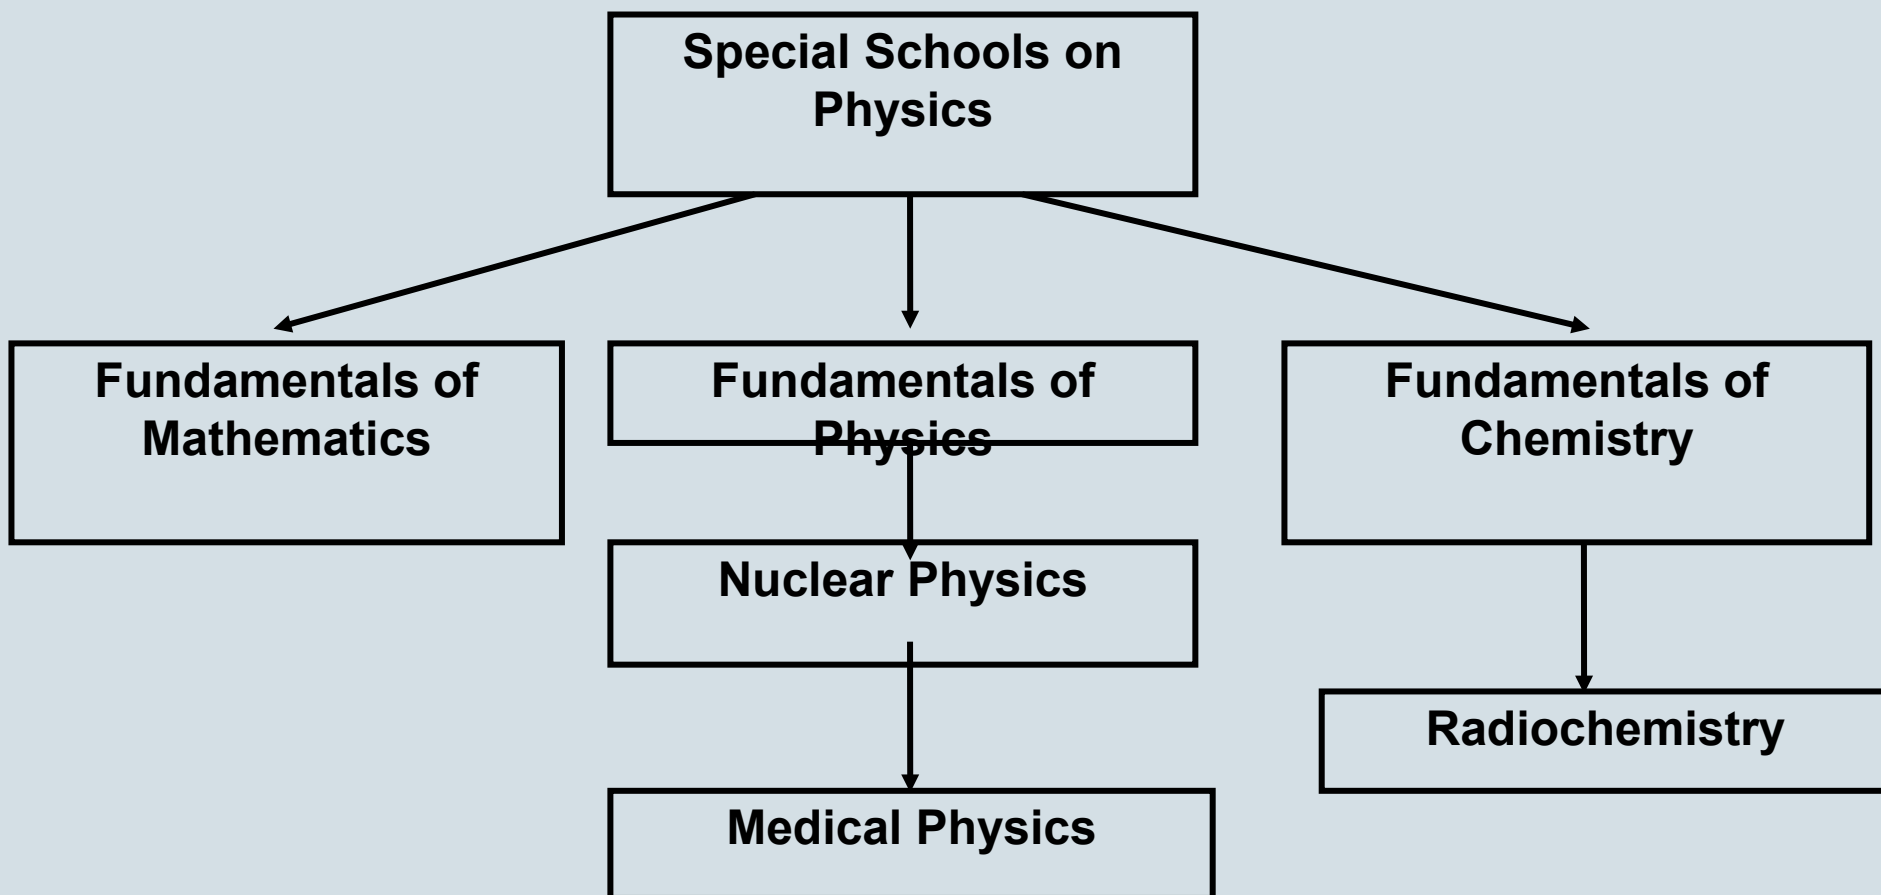 Special Schools on
Physics
Fundamentals of
Mathematics
Fundamentals of
Physics
Fundamentals of
Chemistry
Nuclear Physics
Radiochemistry
Medical Physics